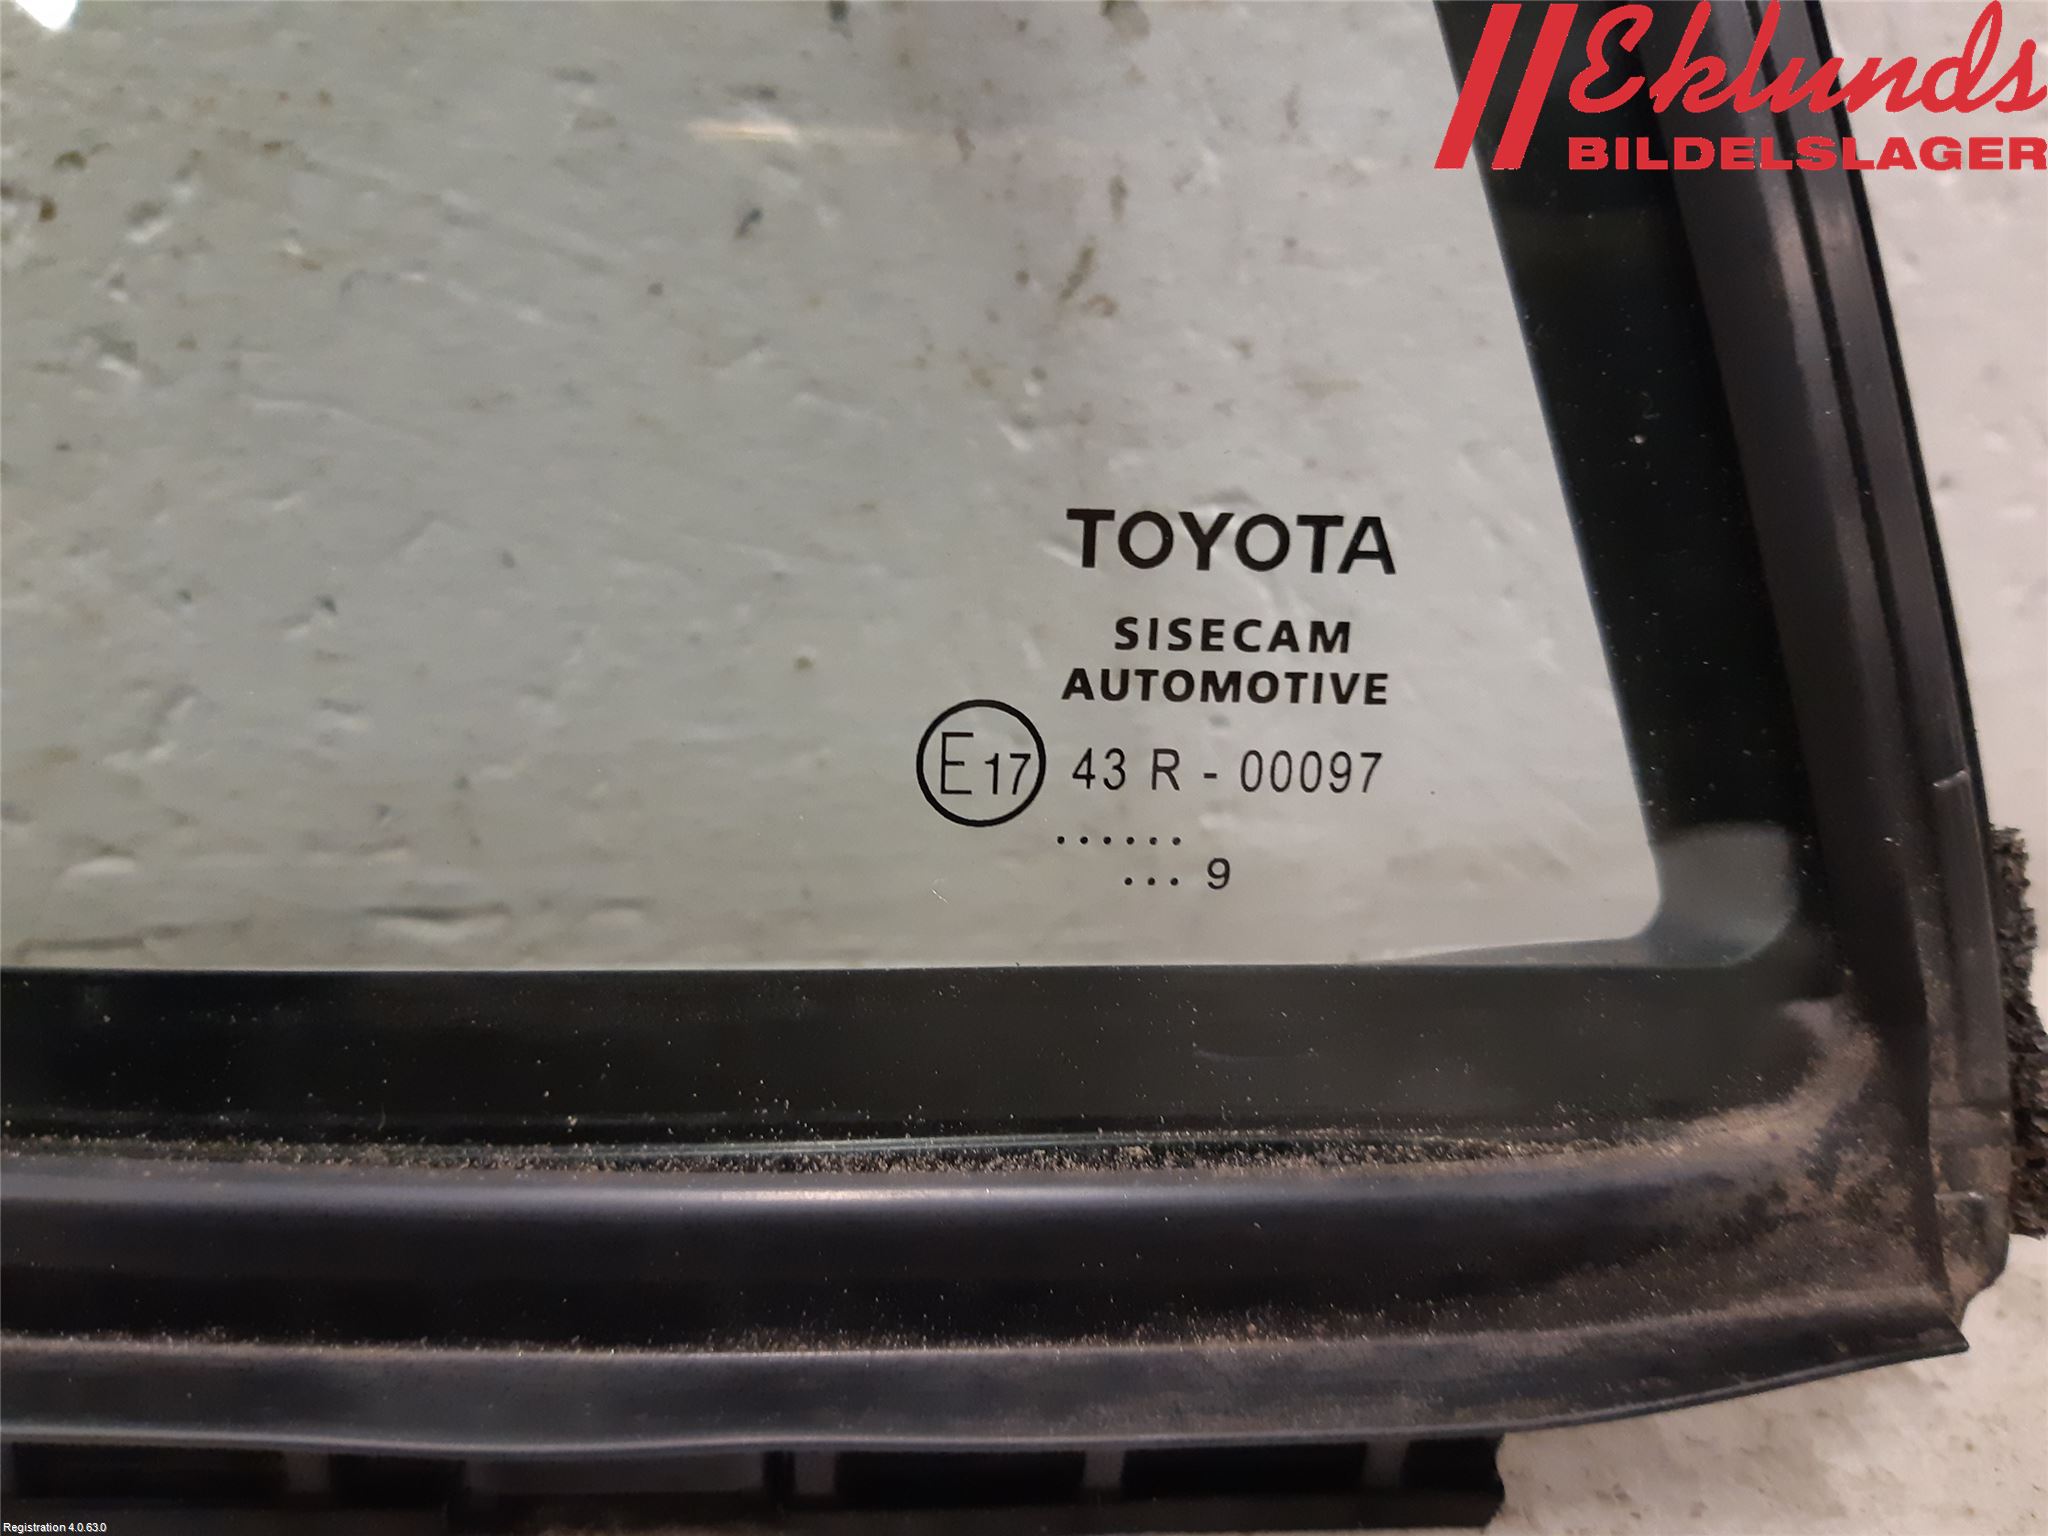 Eklunds
BILDELSLAGER
TOYOTA
SISECAM
AUTOMOTIVE
E17 43 R - 00097
......
... 9
Registration 4.0.63.0